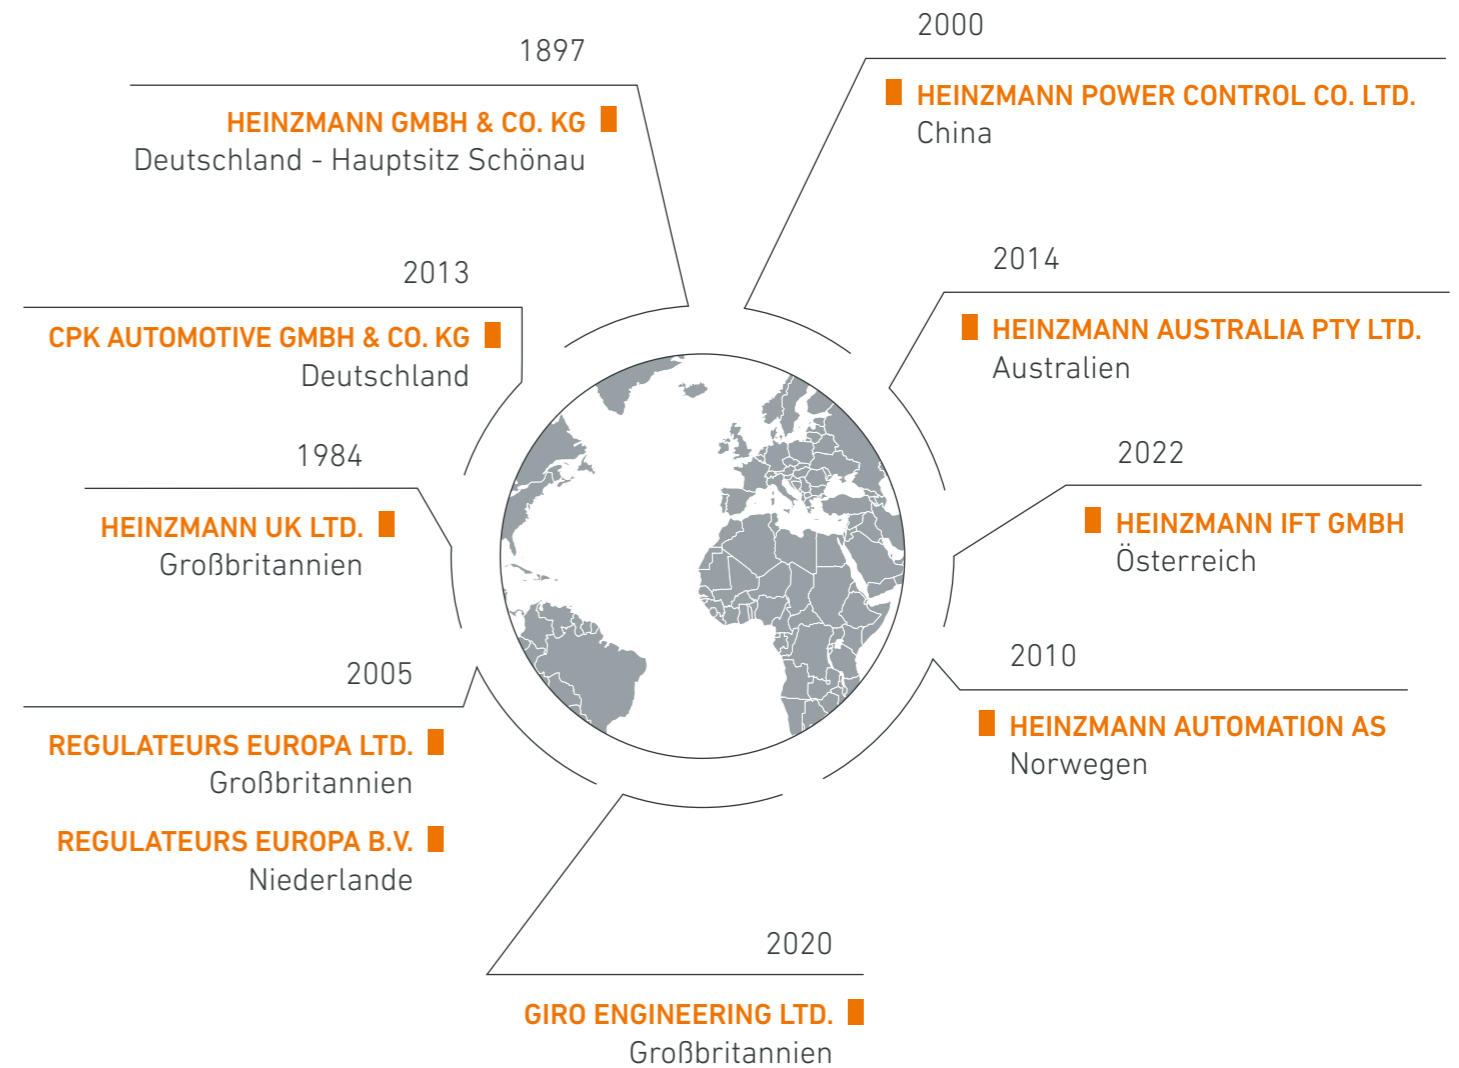 1897
HEINZMANN GMBH & CO. KG
Deutschland - Hauptsitz Schönau
2013
CPK AUTOMOTIVE GMBH & CO. KG
Deutschland
1984
HEINZMANN UK LTD.
Großbritannien
2005
REGULATEURS EUROPA LTD.
Großbritannien
REGULATEURS EUROPA B.V.
Niederlande
2020
GIRO ENGINEERING LTD.
Großbritannien
2000
HEINZMANN POWER CONTROL CO. LTD.
China
2014
HEINZMANN AUSTRALIA PTY LTD.
Australien
2022
HEINZMANN IFT GMBH
Österreich
2010
HEINZMANN AUTOMATION AS
Norwegen